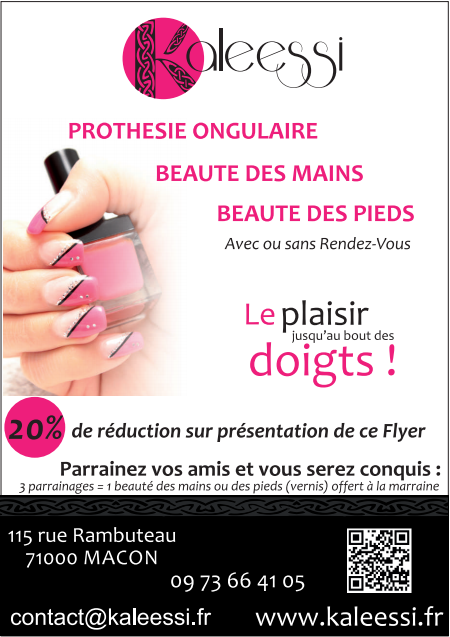 Kaleessi
PROTHESIE ONGULAIRE
BEAUTE DES MAINS
BEAUTE DES PIEDS
Avec ou sans Rendez-Vous
Le plaisir
jusqu'au bout des
doigts !
20% de réduction sur présentation de ce Flyer
Parrainez vos amis et vous serez conquis :
3 parrainages = 1 beauté des mains ou des pieds (vernis) offert à la marraine
115 rue Rambuteau
71000 MACON
09 73 66 41 05
contact@kaleessi.fr www.kaleessi.fr